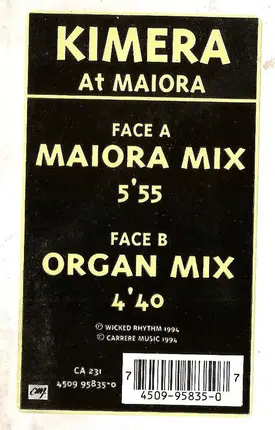 KIMERA
At MAIORA
FACE A
MAIORA MIX
5'55
FACE B
ORGAN MIX
4'40
℗ WICKED RHYTHM 1994
© CARRERE MUSIC 1994
CA 231
4509 95835-0
cmp
7 4509-95835-0 7